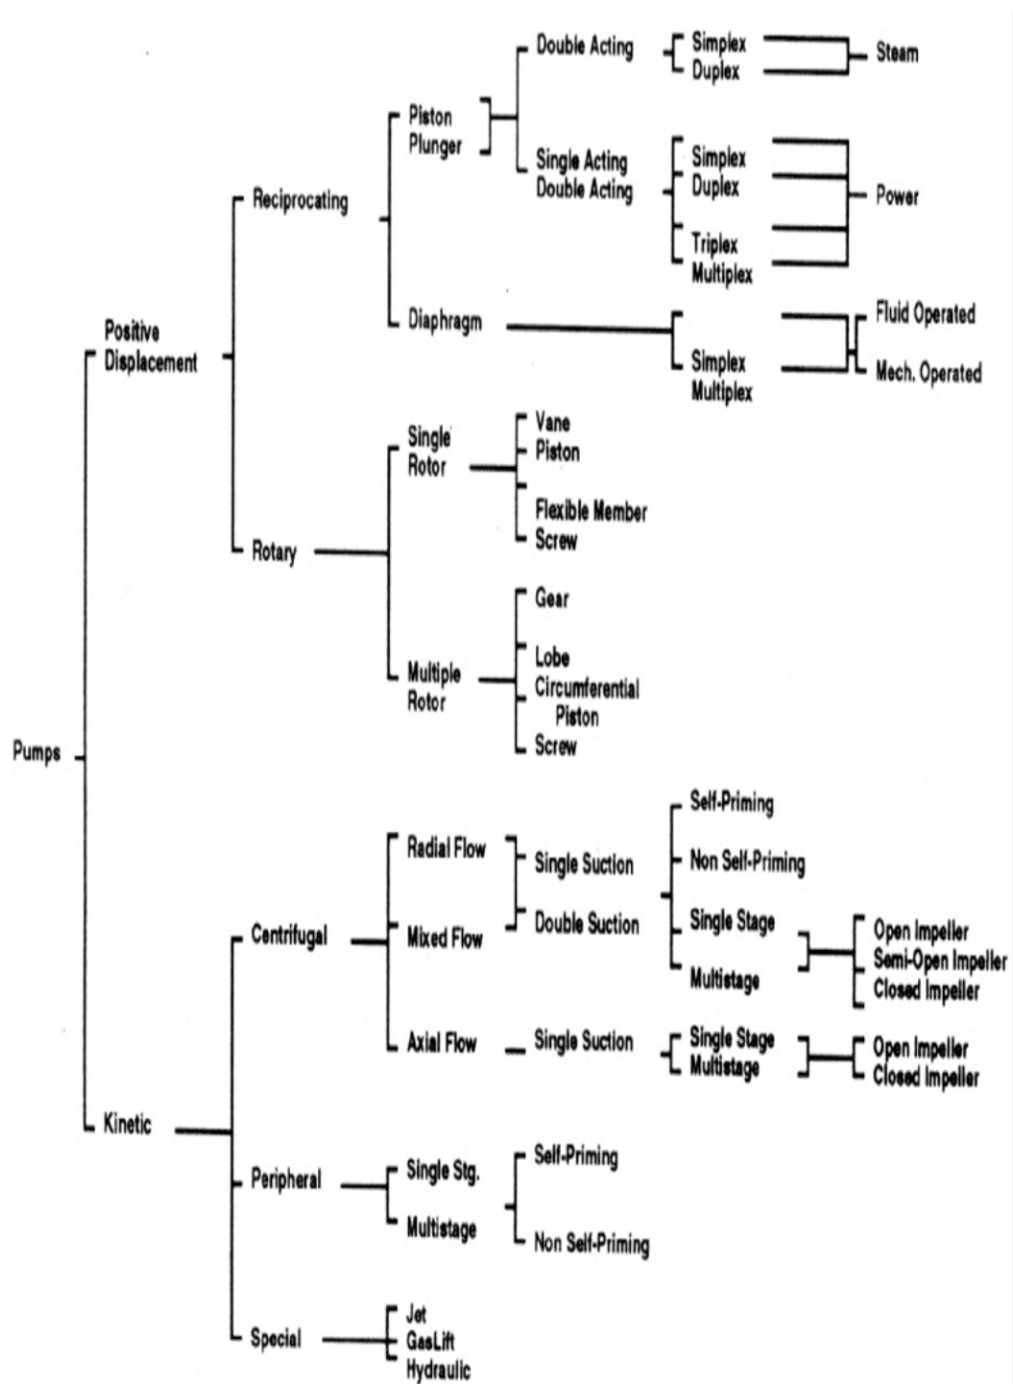 Double Acting
Simplex
Duplex
Steam
Piston
Plunger
Single Acting
Double Acting
Simplex
Duplex
Triplex
Multiplex
Power
Reciprocating
Diaphragm
Simplex
Multiplex
Fluid Operated
Mech. Operated
Positive
Displacement
Single
Rotor
Vane
Piston
Flexible Member
Screw
Rotary
Gear
Lobe
Circumferential
Piston
Screw
Multiple
Rotor
Pumps
Radial Flow
Mixed Flow
Single Suction
Double Suction
Self-Priming
Non Self-Priming
Single Stage
Multistage
Open Impeller
Semi-Open Impeller
Closed Impeller
Centrifugal
Axial Flow
Single Suction
Single Stage
Multistage
Open Impeller
Closed Impeller
Kinetic
Peripheral
Single Stg.
Multistage
Self-Priming
Non Self-Priming
Special
Jet
GasLift
Hydraulic